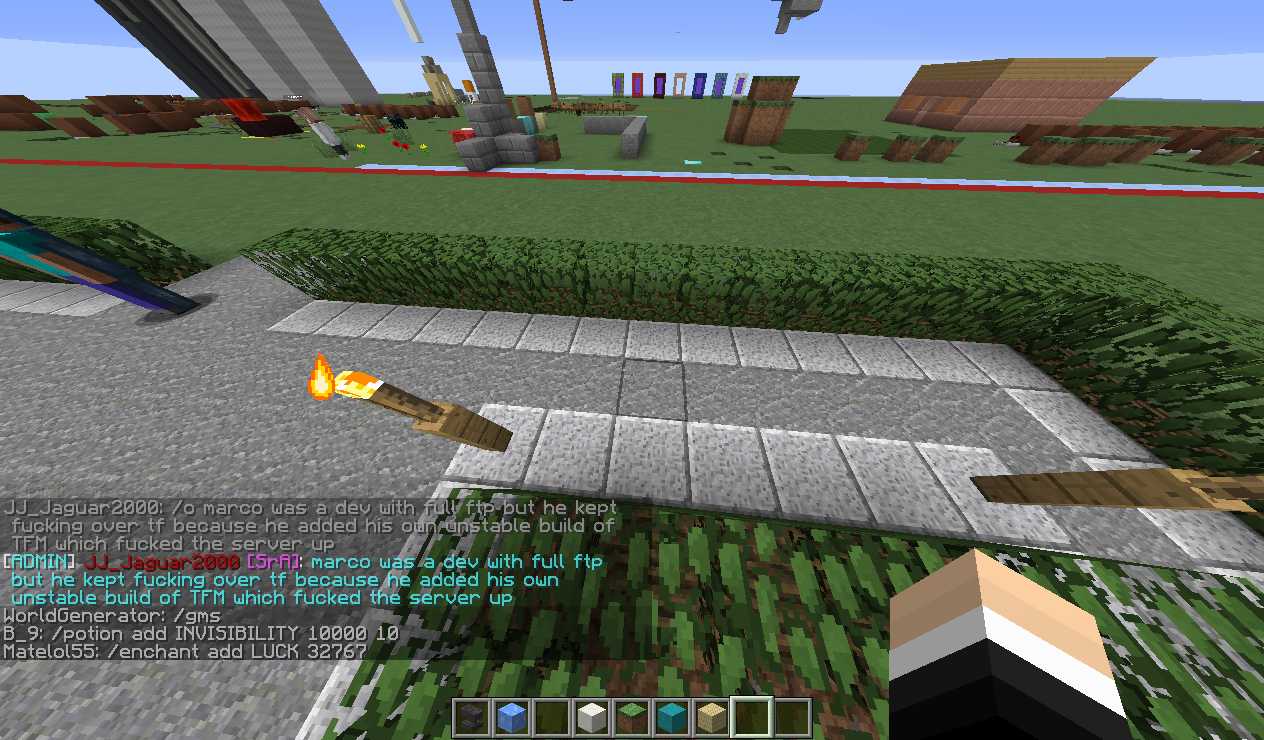 JJ_Jaguar2000: /o marco was a dev with full ftp but he kept
fucking over tf because he added his own unstable build of
TFM which fucked the server up
[ADMIN] JJ_Jaguar2000 [SrA]: marco was a dev with full ftp
but he kept fucking over tf because he added his own
unstable build of TFM which fucked the server up
WorldGenerator: /gms
B_9: /potion add INVISIBILITY 10000 10
Matelol55: /enchant add LUCK 32767